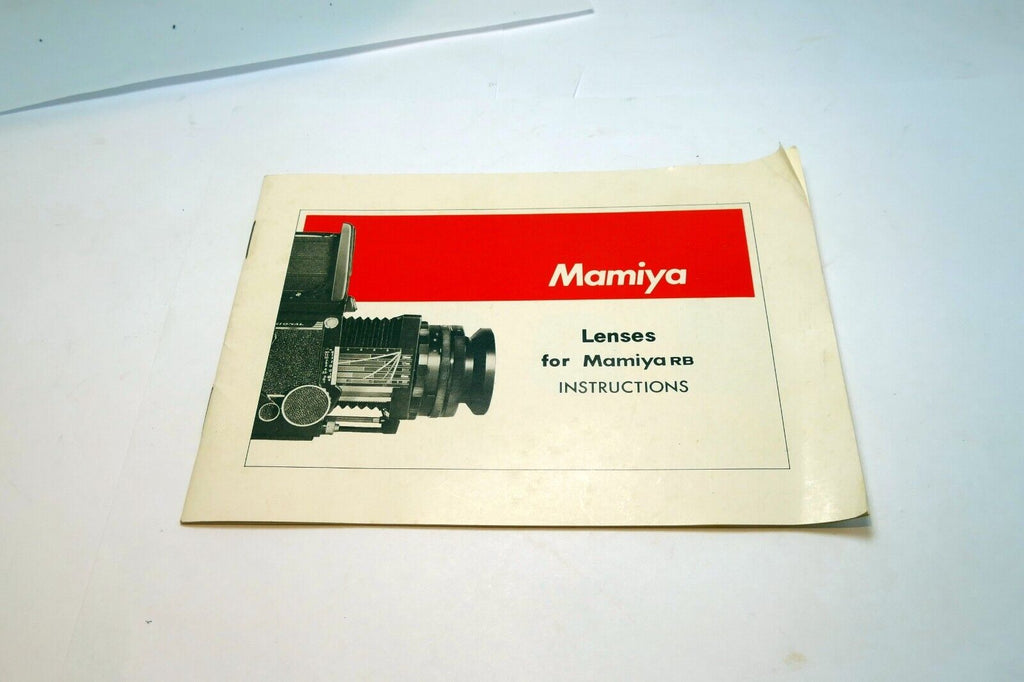 Mamiya
Lenses
for Mamiya RB
INSTRUCTIONS